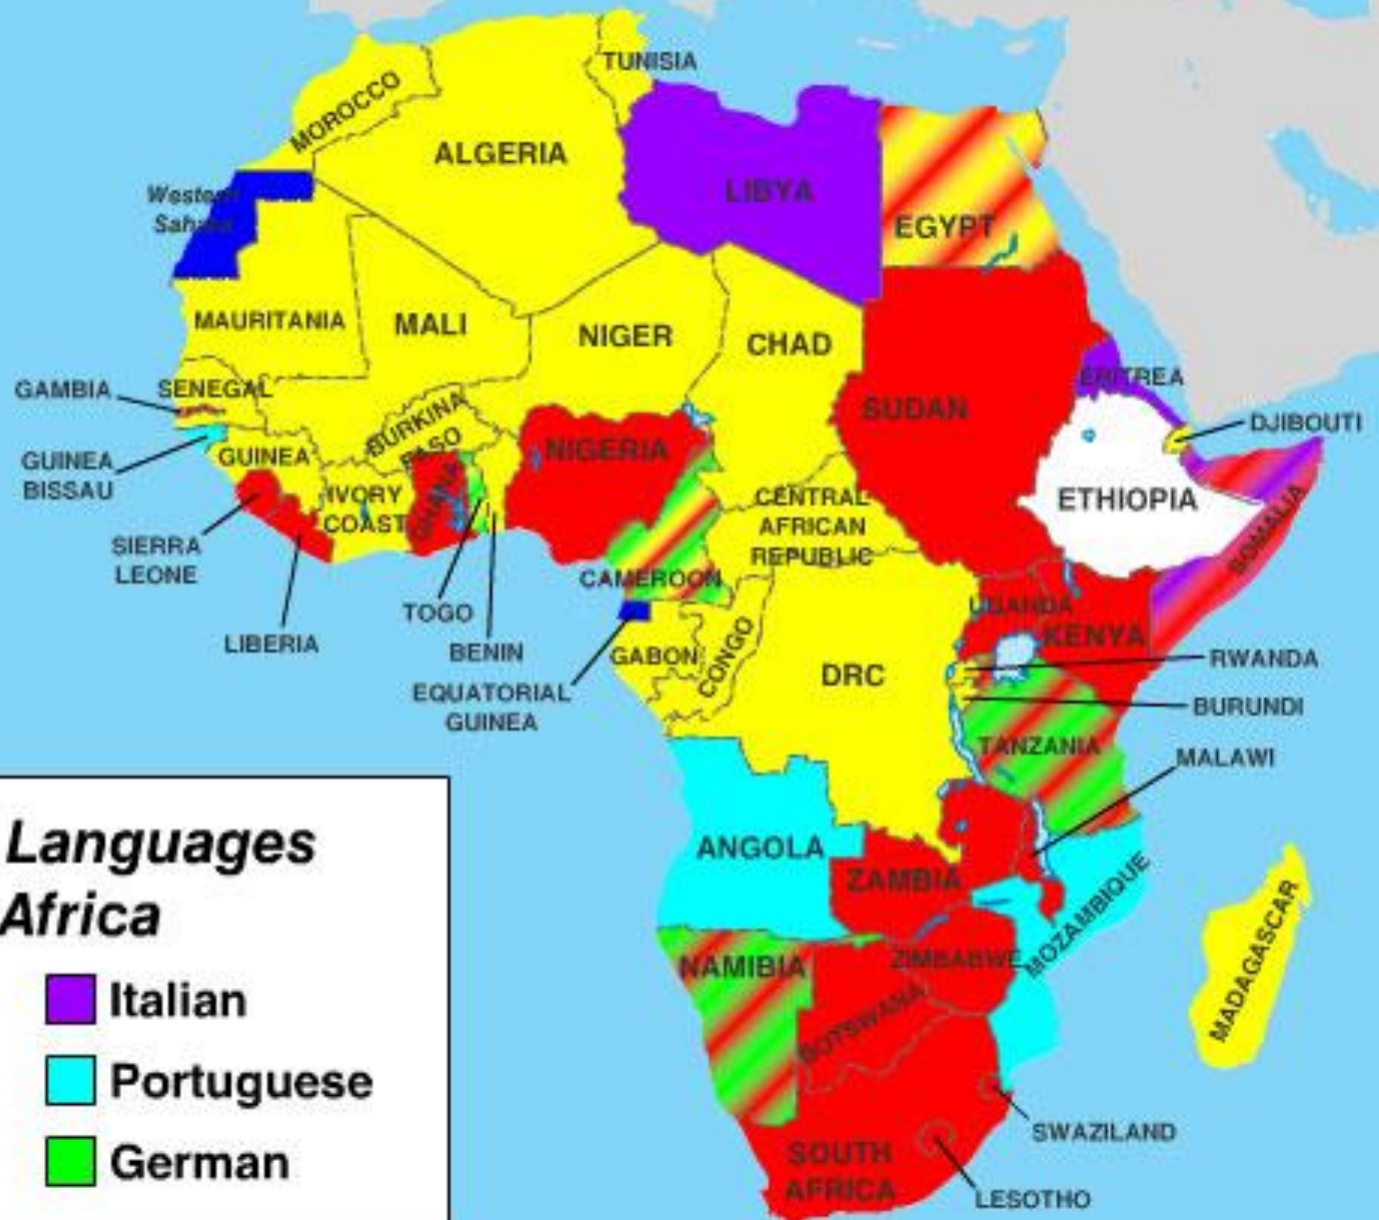 TUNISIA
MOROCCO
ALGERIA
LIBYA
EGYPT
Western
Sahara
MAURITANIA
MALI
NIGER
CHAD
SUDAN
ERITREA
DJIBOUTI
GAMBIA
SENEGAL
GUINEA
BISSAU
GUINEA
BURKINA
FASO
IVORY
COAST
GHANA
NIGERIA
CENTRAL
AFRICAN
REPUBLIC
ETHIOPIA
SOMALIA
SIERRA
LEONE
LIBERIA
TOGO
BENIN
CAMEROON
EQUATORIAL
GUINEA
GABON
CONGO
DRC
UGANDA
KENYA
RWANDA
BURUNDI
TANZANIA
MALAWI
ANGOLA
ZAMBIA
MOZAMBIQUE
MADAGASCAR
NAMIBIA
ZIMBABWE
BOTSWANA
SWAZILAND
SOUTH
AFRICA
LESOTHO
Languages
Africa
Italian
Portuguese
German